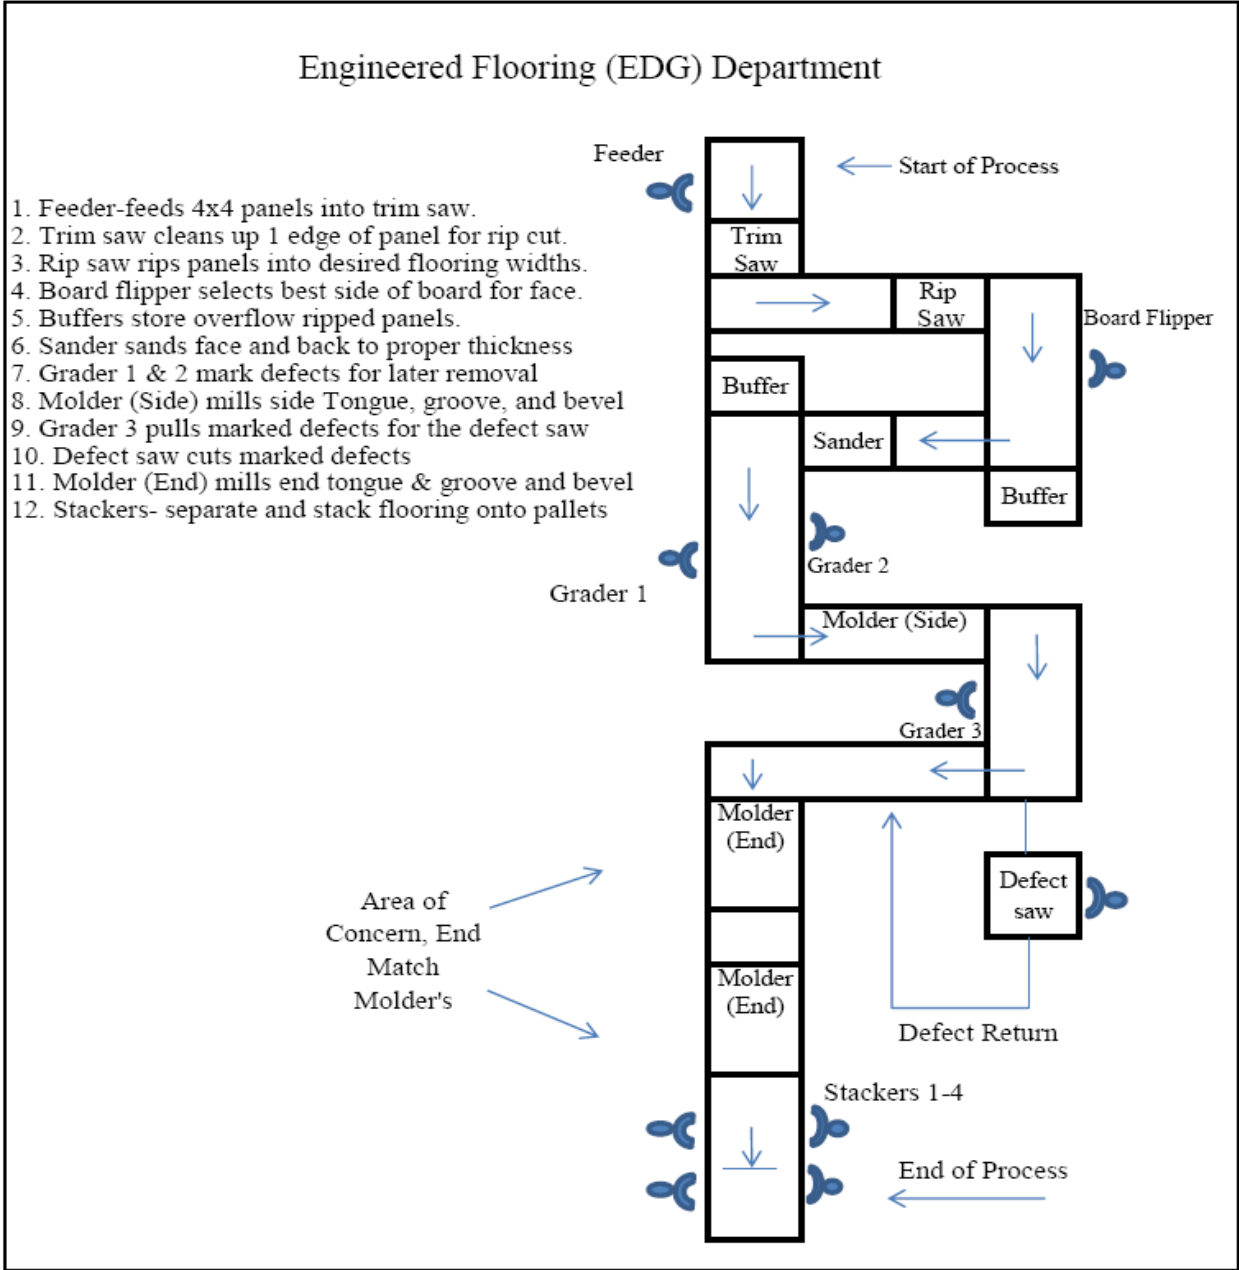 Engineered Flooring (EDG) Department
Feeder
Start of Process
1. Feeder-feeds 4x4 panels into trim saw.
2. Trim saw cleans up 1 edge of panel for rip cut.
3. Rip saw rips panels into desired flooring widths.
4. Board flipper selects best side of board for face.
5. Buffers store overflow ripped panels.
6. Sander sands face and back to proper thickness
7. Grader 1 & 2 mark defects for later removal
8. Molder (Side) mills side Tongue, groove, and bevel
9. Grader 3 pulls marked defects for the defect saw
10. Defect saw cuts marked defects
11. Molder (End) mills end tongue & groove and bevel
12. Stackers- separate and stack flooring onto pallets
Trim
Saw
Rip
Saw
Board Flipper
Buffer
Sander
Buffer
Grader 2
Grader 1
Molder (Side)
Grader 3
Molder
(End)
Defect
saw
Area of
Concern, End
Match
Molder's
Molder
(End)
Defect Return
Stackers 1-4
End of Process